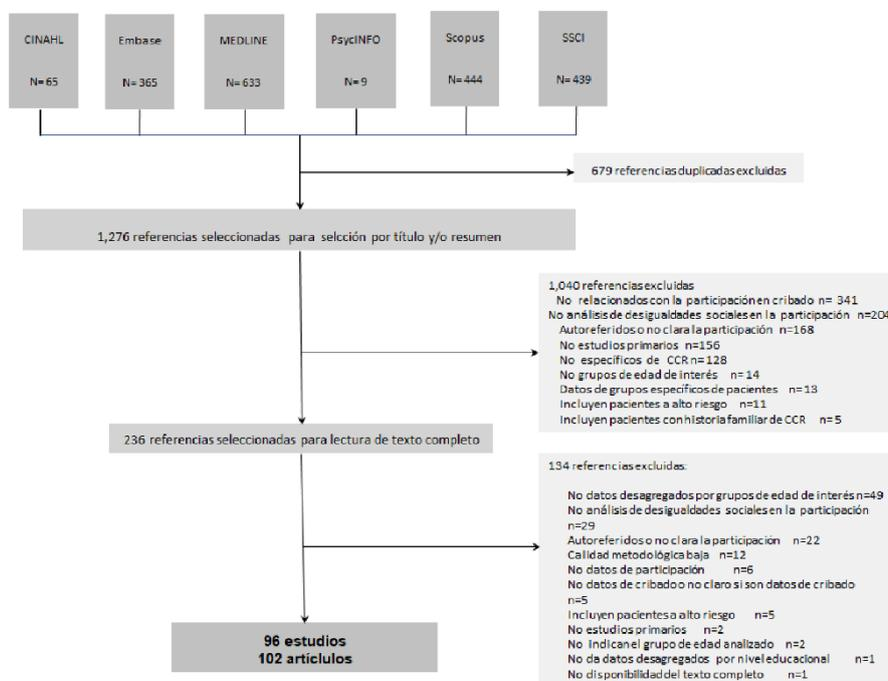 CINAHL
N= 65
Embase
N= 365
MEDLINE
N= 633
PsycINFO
N= 9
Scopus
N= 444
SSCI
N= 439
679 referencias duplicadas excluidas
1,276 referencias seleccionadas para selcción por título y/o resumen
1,040 referencias excluidas
No relacionados con la participación en cribado n= 341
No análisis de desigualdades sociales en la participación n=204
Autoreferidos o no clara la participación n=168
No estudios primarios n=156
No específicos de CCR n= 128
No grupos de edad de interés n= 14
Datos de grupos específicos de pacientes n= 13
Incluyen pacientes a alto riesgo n=11
Incluyen pacientes con historia familiar de CCR n= 5
236 referencias seleccionadas para lectura de texto completo
134 referencias excluidas:
No datos desagregados por grupos de edad de interés n=49
No análisis de desigualdades sociales en la participación
n=29
Autoreferidos o no clara la participación n=22
Calidad metodológica baja n=12
No datos de participación n=6
No datos de cribado o no claro si son datos de cribado
n=5
Incluyen pacientes a alto riesgo n=5
No estudios primarios n=2
No indican el grupo de edad analizado n=2
No da datos desagregados por nivel educacional n=1
No disponibilidad del texto completo n=1
96 estudios
102 artíclulos